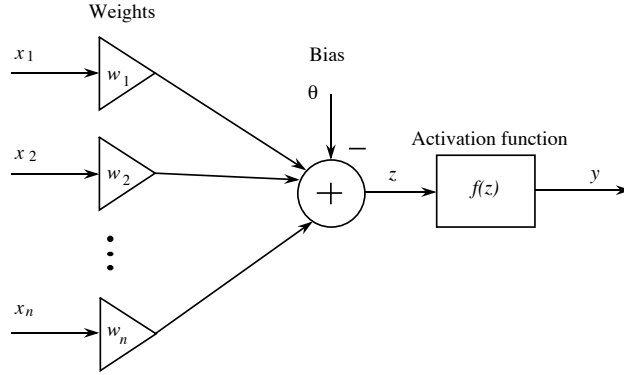 Weights
x1
w1
Bias
θ
x2
w2
−
Activation function
+
z
f(z)
y
xn
wn